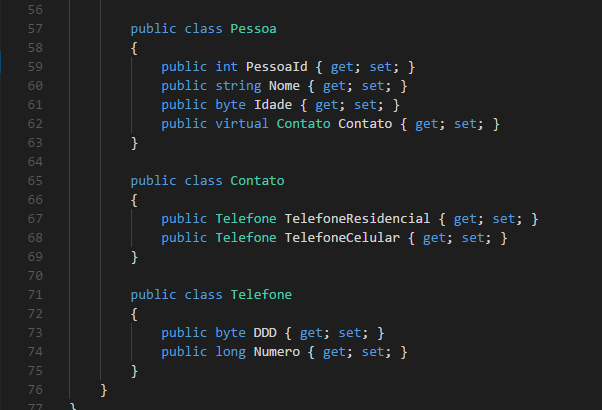 56
57 public class Pessoa
58 {
59 public int PessoaId { get; set; }
60 public string Nome { get; set; }
61 public byte Idade { get; set; }
62 public virtual Contato Contato { get; set; }
63 }
64
65 public class Contato
66 {
67 public Telefone TelefoneResidencial { get; set; }
68 public Telefone TelefoneCelular { get; set; }
69 }
70
71 public class Telefone
72 {
73 public byte DDD { get; set; }
74 public long Numero { get; set; }
75 }
76 }
77 }